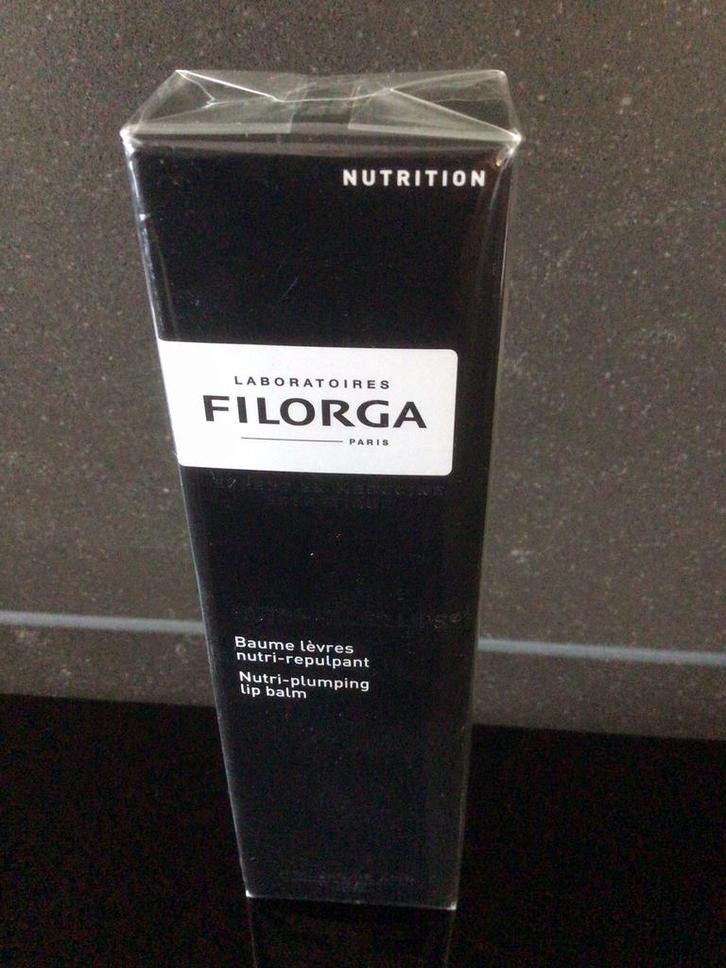 NUTRITION
LABORATOIRES
FILORGA
PARIS
Baume lèvres
nutri-repulpant
Nutri-plumping
lip balm